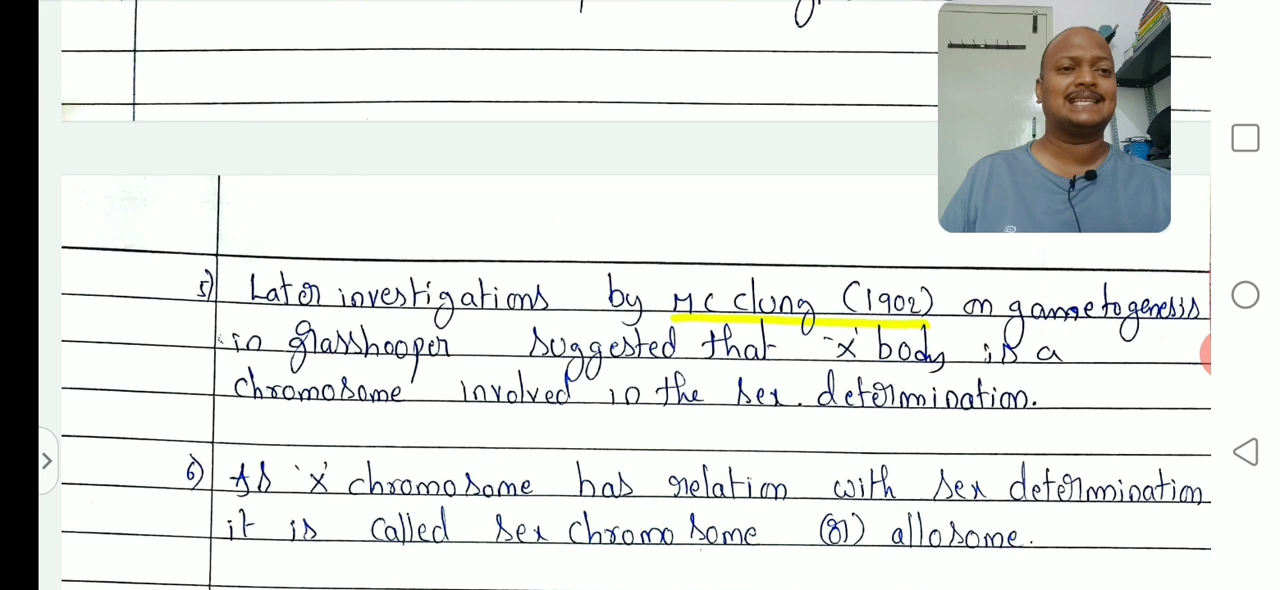 5) Later investigations by MC clung (1902) on gametogenesis
in grasshooper suggested that 'x' body is a
chromosome involved in the sex determination.
6) As 'X' chromosome has relation with sex determination
it is called sex chromosome (or) allosome.